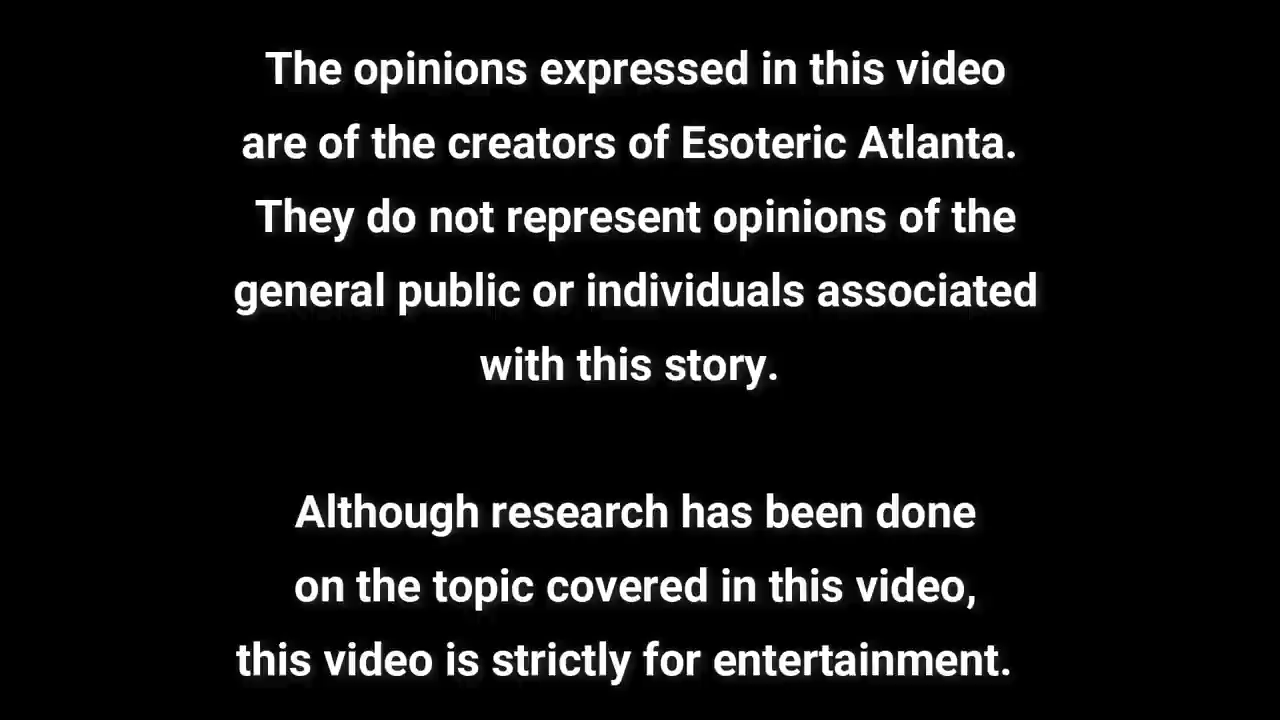 The opinions expressed in this video
are of the creators of Esoteric Atlanta.
They do not represent opinions of the
general public or individuals associated
with this story.
Although research has been done
on the topic covered in this video,
this video is strictly for entertainment.